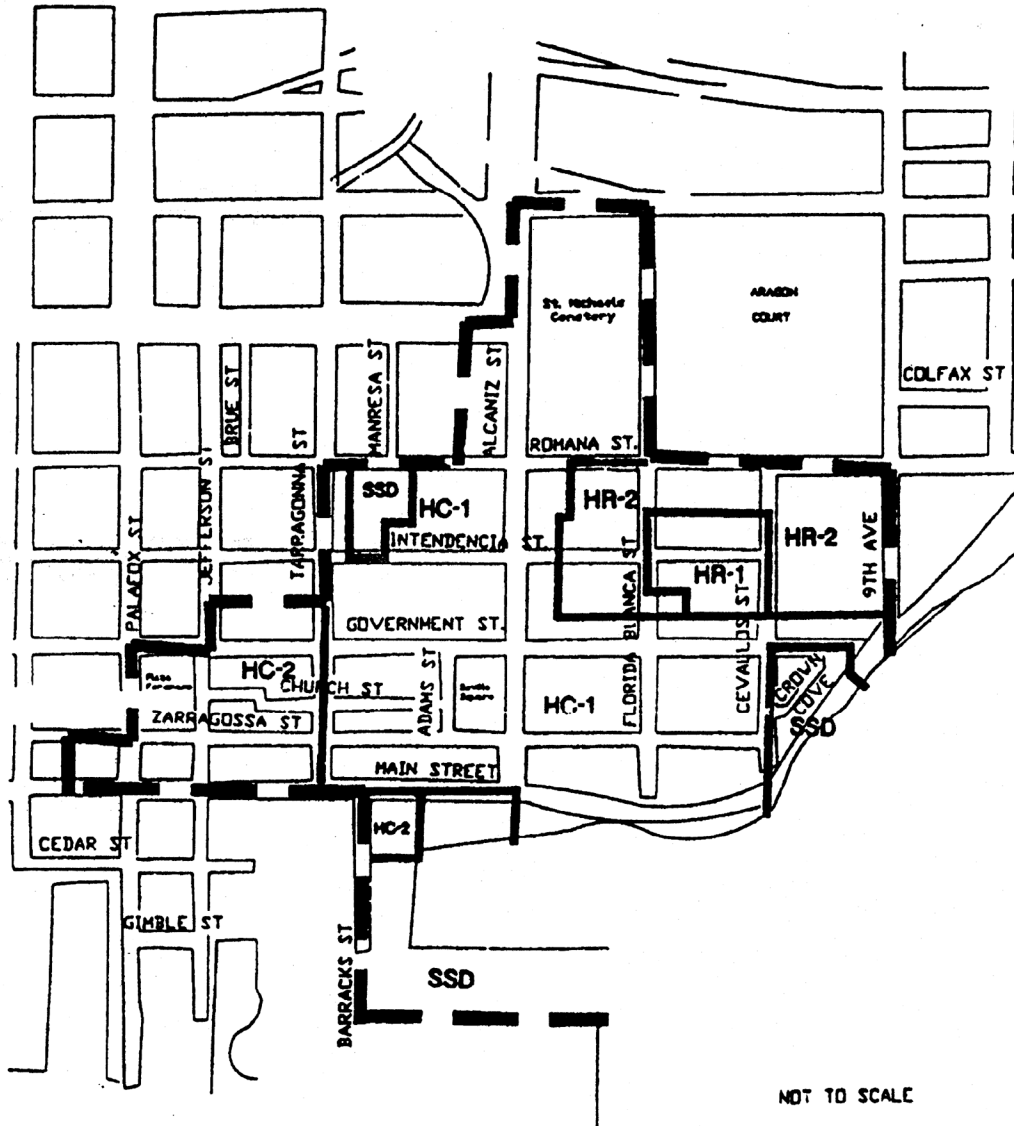 St. Michaels
Cemetery
ARAGON
COURT
COLFAX ST
BRUE ST
MANRESA ST
ALCANIZ ST
ROMANA ST.
JEFFERSON ST
TARRAGONNA ST
SSD
HC-1
HR-2
INTENDENCIA ST.
HR-2
9TH AVE
PALAFOX ST
HR-1
GOVERNMENT ST.
FLORIDA BLANCA ST
CEVALLOS ST
HC-2
CHURCH ST
ADAMS ST
Seville
Square
HC-1
CROWN
COVE
SSD
Plaza
ZARRAGOSSA ST
MAIN STREET
HC-2
CEDAR ST
GIMBLE ST
BARRACKS ST
SSD
NOT TO SCALE